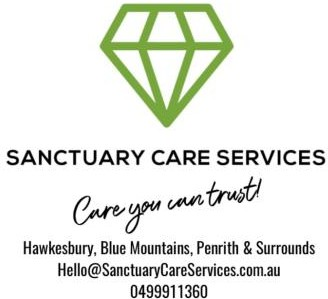 SANCTUARY CARE SERVICES
Care you can trust!
Hawkesbury, Blue Mountains, Penrith & Surrounds
Hello@SanctuaryCareServices.com.au
0499911360